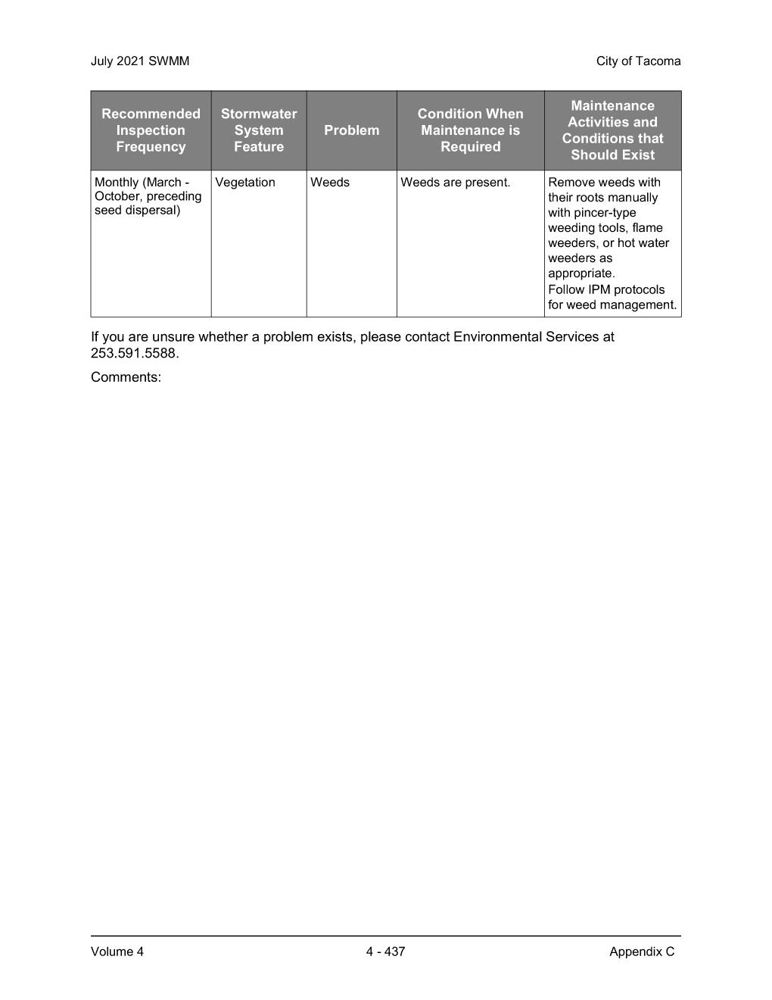 July 2021 SWMM
City of Tacoma
Recommended
Inspection
Frequency
Stormwater
System
Feature
Problem
Condition When
Maintenance is
Required
Maintenance
Activities and
Conditions that
Should Exist
Monthly (March -
October, preceding
seed dispersal)
Vegetation
Weeds
Weeds are present.
Remove weeds with
their roots manually
with pincer-type
weeding tools, flame
weeders, or hot water
weeders as
appropriate.
Follow IPM protocols
for weed management.
If you are unsure whether a problem exists, please contact Environmental Services at
253.591.5588.
Comments:
Volume 4
4 - 437
Appendix C